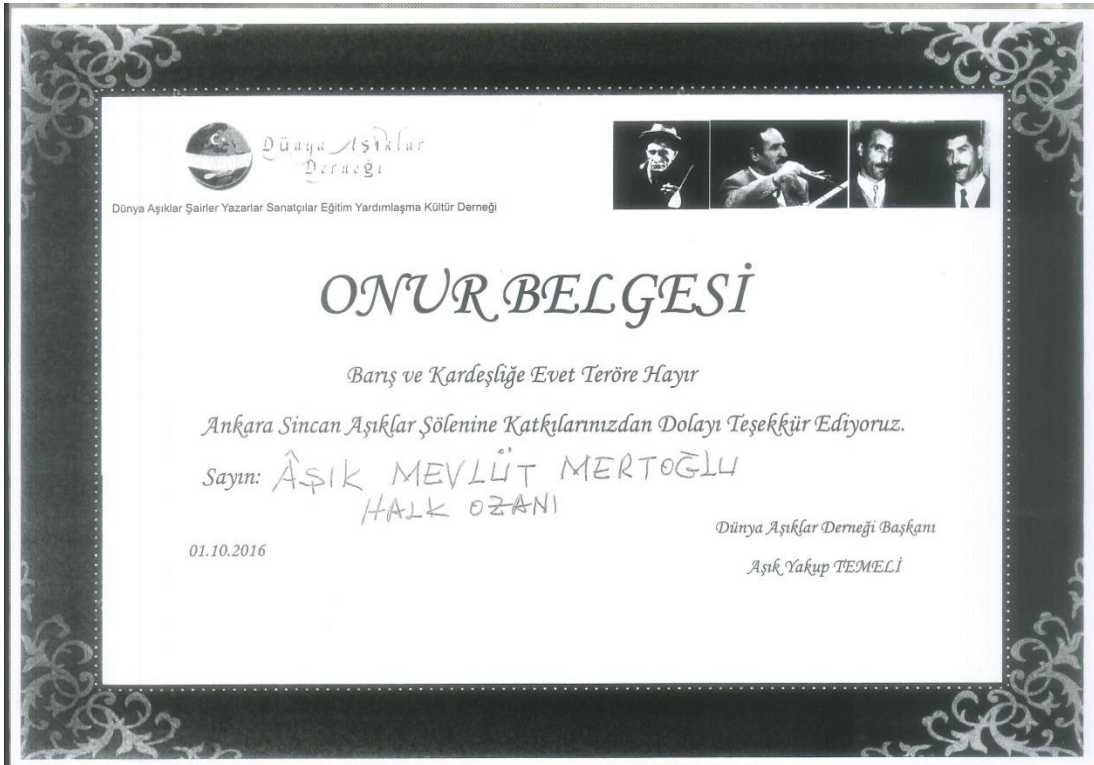 Dünya Aşıklar
Derneği
Dünya Aşıklar Şairler Yazarlar Sanatçılar Eğitim Yardımlaşma Kültür Derneği
ONUR BELGESİ
Barış ve Kardeşliğe Evet Teröre Hayır
Ankara Sincan Aşıklar Şölenine Katkılarınızdan Dolayı Teşekkür Ediyoruz.
Sayın: ÂŞIK MEVLÜT MERTOĞLU
HALK OZANI
Dünya Aşıklar Derneği Başkanı
01.10.2016
Aşık Yakup TEMELİ